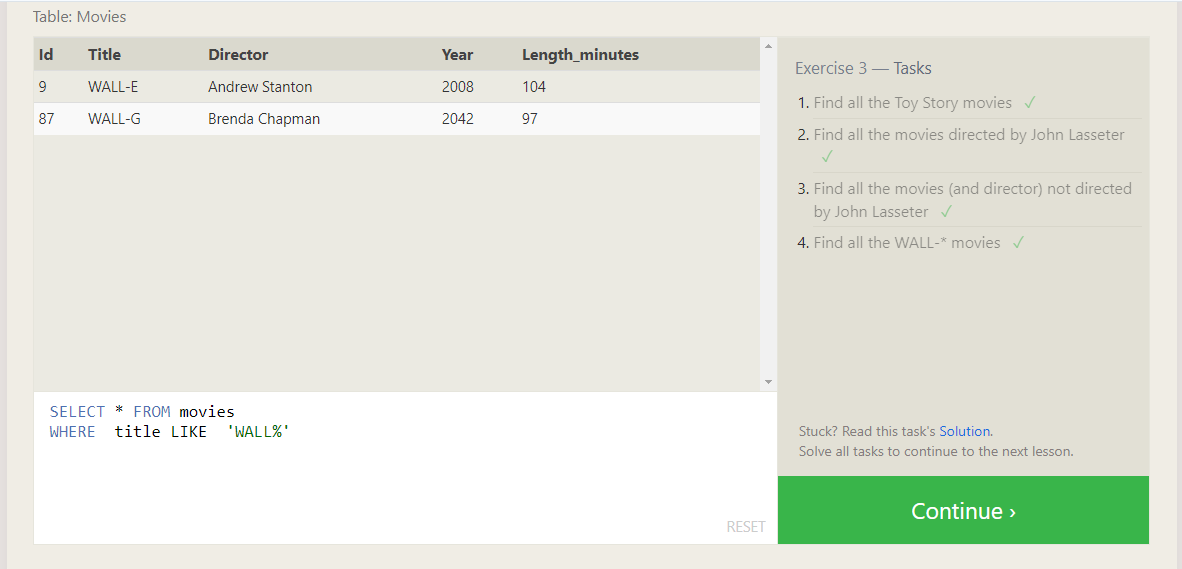 Table: Movies
Id Title Director Year Length_minutes
9 WALL-E Andrew Stanton 2008 104
87 WALL-G Brenda Chapman 2042 97
SELECT * FROM movies
WHERE  title LIKE  'WALL%'
RESET
Exercise 3 — Tasks
1. Find all the Toy Story movies ✓
2. Find all the movies directed by John Lasseter
✓
3. Find all the movies (and director) not directed
by John Lasseter ✓
4. Find all the WALL-* movies ✓
Stuck? Read this task's Solution.
Solve all tasks to continue to the next lesson.
Continue ›